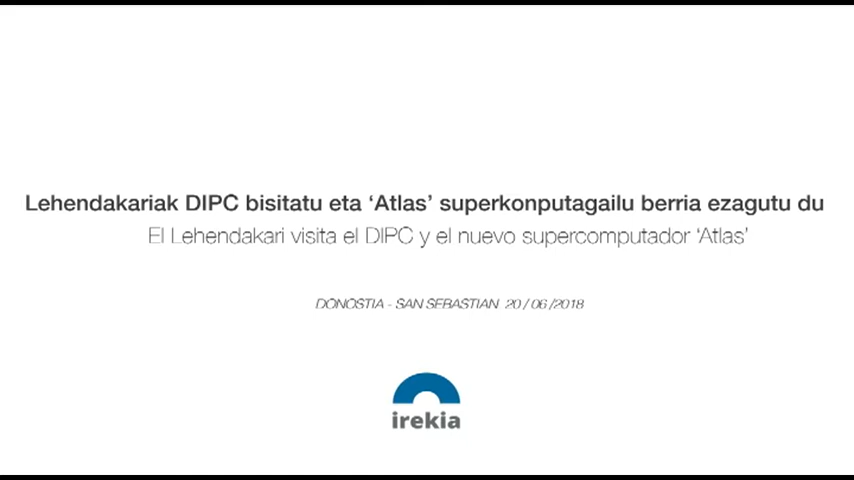 Lehendakariak DIPC bisitatu eta ‘Atlas’ superkonputagailu berria ezagutu du
El Lehendakari visita el DIPC y el nuevo supercomputador ‘Atlas’
DONOSTIA - SAN SEBASTIAN 20 / 06 /2018
irekia